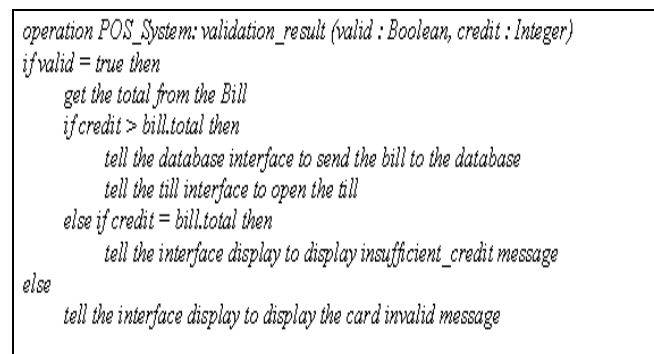 operation POS_System: validation_result (valid : Boolean, credit : Integer)
if valid = true then
get the total from the Bill
if credit > bill.total then
tell the database interface to send the bill to the database
tell the till interface to open the till
else if credit = bill.total then
tell the interface display to display insufficient_credit message
else
tell the interface display to display the card invalid message